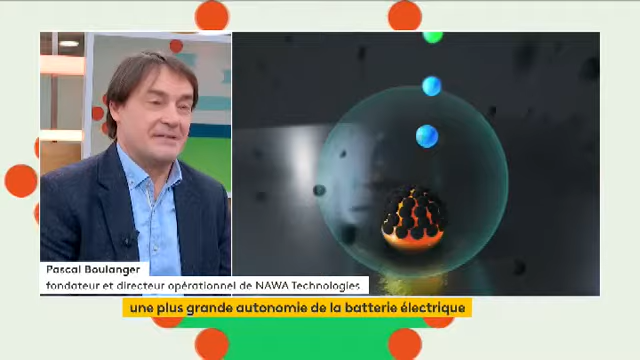 Pascal Boulanger
fondateur et directeur opérationnel de NAWA Technologies
une plus grande autonomie de la batterie électrique